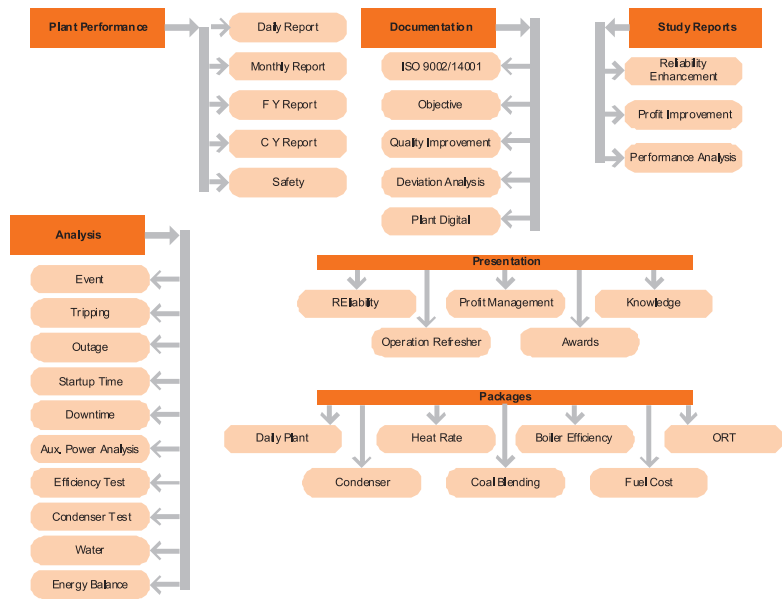 Plant Performance
Daily Report
Monthly Report
F Y Report
C Y Report
Safety
Documentation
ISO 9002/14001
Objective
Quality Improvement
Deviation Analysis
Plant Digital
Study Reports
Reliability
Enhancement
Profit Improvement
Performance Analysis
Analysis
Event
Tripping
Outage
Startup Time
Downtime
Aux. Power Analysis
Efficiency Test
Condenser Test
Water
Energy Balance
Presentation
REliability
Profit Management
Knowledge
Operation Refresher
Awards
Packages
Daily Plant
Heat Rate
Boiler Efficiency
ORT
Condenser
Coal Blending
Fuel Cost